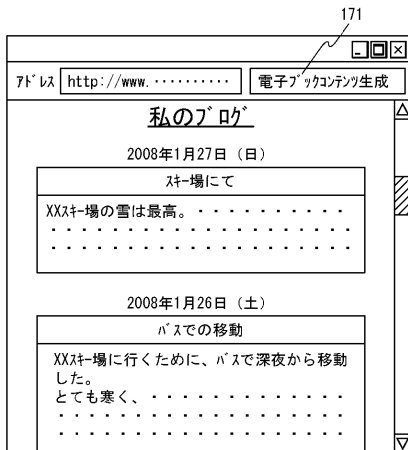 171
アドレス http://www.・・・・・・・・・・ 電子ブックコンテンツ生成
私のブログ
2008年1月27日（日）
スキー場にて
XXスキー場の雪は最高。・・・・・・・・・・
・・・・・・・・・・・・・・・・・・・・
・・・・・・・・・・・・・・・・・・・・
2008年1月26日（土）
バスでの移動
XXスキー場に行くために、バスで深夜から移動
した。
とても寒く、・・・・・・・・・・・・・
・・・・・・・・・・・・・・・・・・・
・・・・・・・・・・・・・・・・・・・